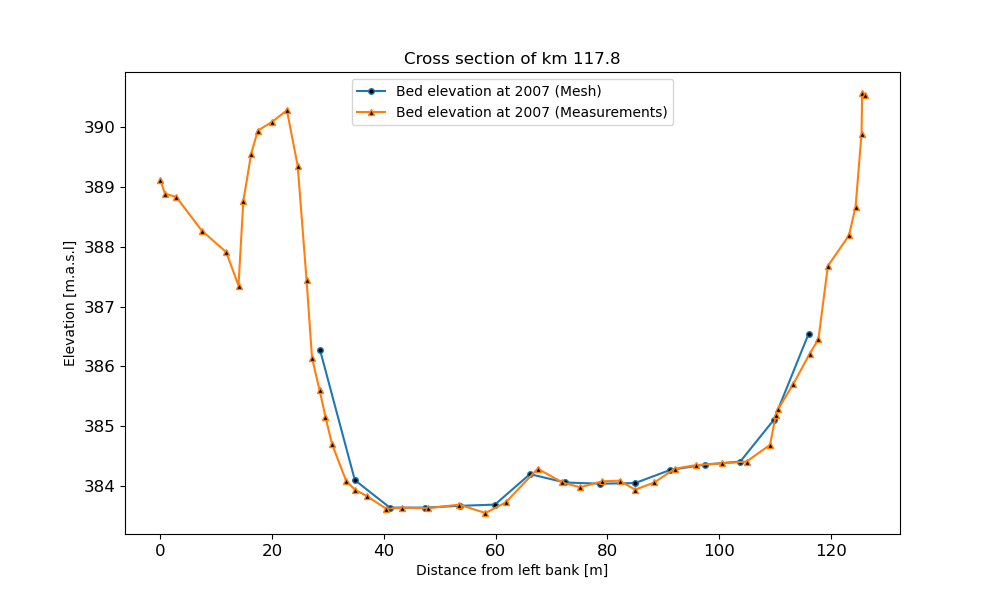 Cross section of km 117.8
Bed elevation at 2007 (Mesh)
Bed elevation at 2007 (Measurements)
Elevation [m.a.s.l]
390
389
388
387
386
385
384
0 20 40 60 80 100 120
Distance from left bank [m]